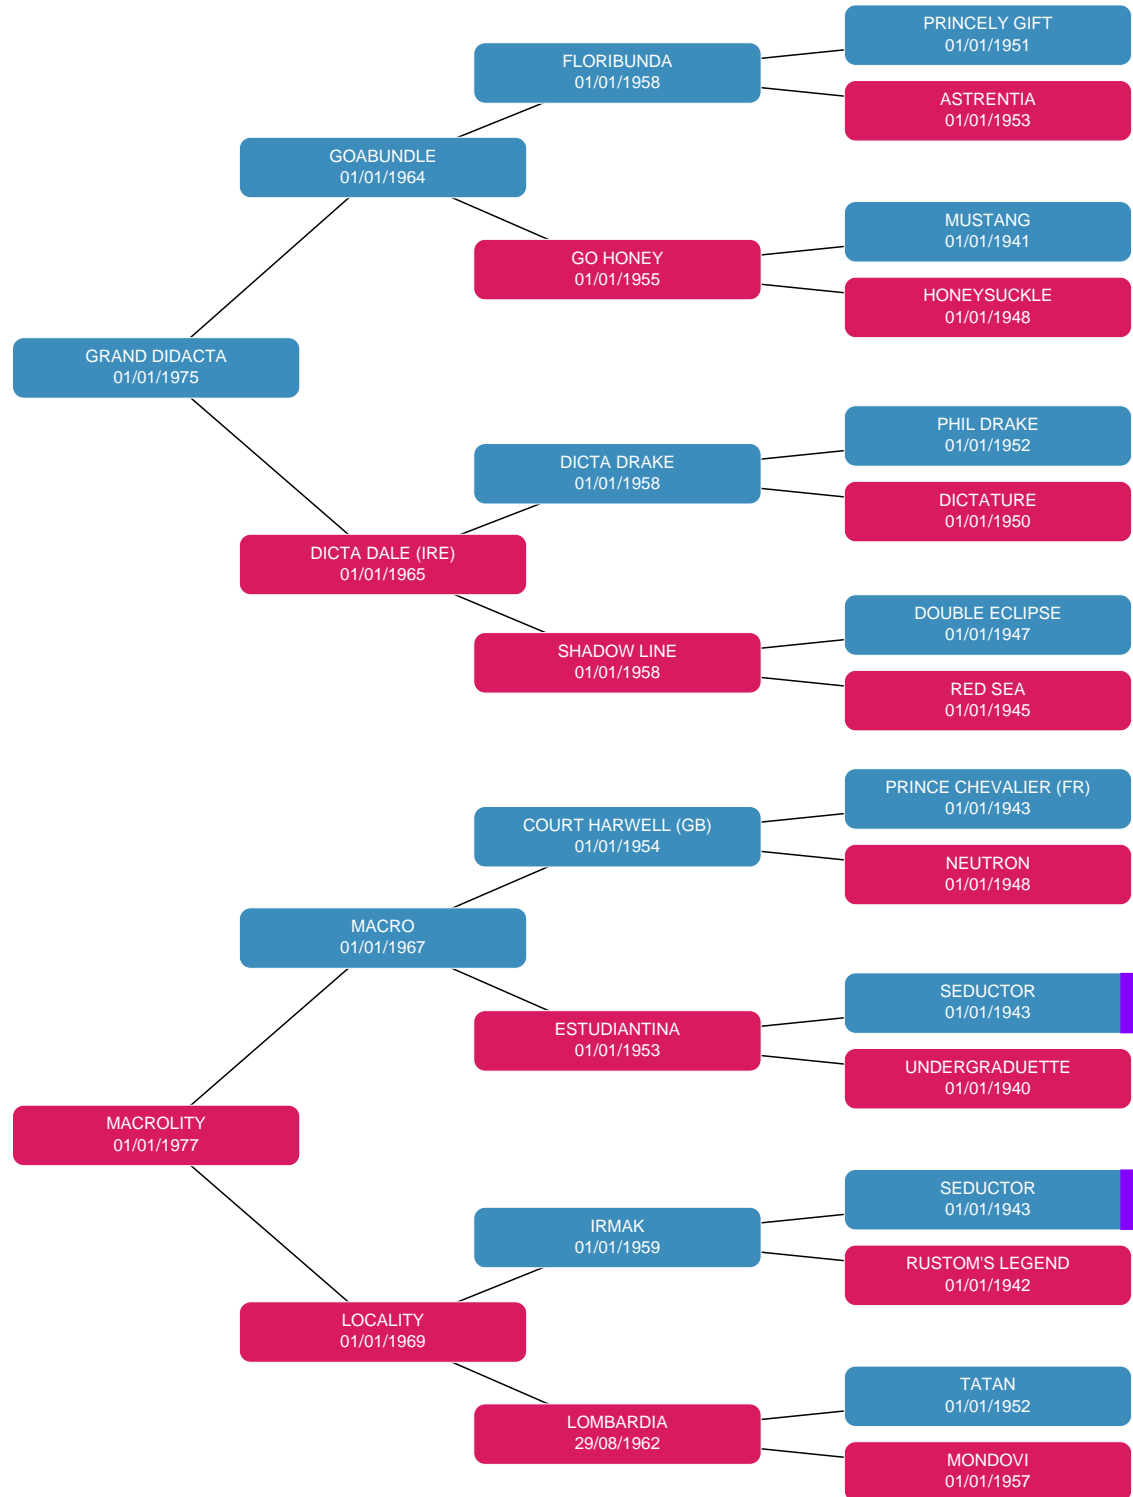 PRINCELY GIFT
01/01/1951
FLORIBUNDA
01/01/1958
ASTRENTIA
01/01/1953
GOABUNDLE
01/01/1964
MUSTANG
01/01/1941
GO HONEY
01/01/1955
HONEYSUCKLE
01/01/1948
GRAND DIDACTA
01/01/1975
PHIL DRAKE
01/01/1952
DICTA DRAKE
01/01/1958
DICTATURE
01/01/1950
DICTA DALE (IRE)
01/01/1965
DOUBLE ECLIPSE
01/01/1947
SHADOW LINE
01/01/1958
RED SEA
01/01/1945
PRINCE CHEVALIER (FR)
01/01/1943
COURT HARWELL (GB)
01/01/1954
NEUTRON
01/01/1948
MACRO
01/01/1967
SEDUCTOR
01/01/1943
ESTUDIANTINA
01/01/1953
UNDERGRADUETTE
01/01/1940
MACROLITY
01/01/1977
SEDUCTOR
01/01/1943
IRMAK
01/01/1959
RUSTOM'S LEGEND
01/01/1942
LOCALITY
01/01/1969
TATAN
01/01/1952
LOMBARDIA
29/08/1962
MONDOVI
01/01/1957